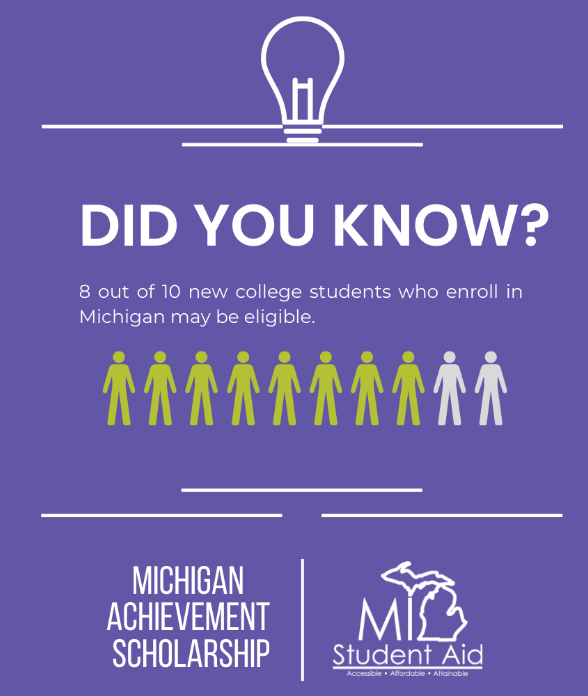 DID YOU KNOW?
8 out of 10 new college students who enroll in
Michigan may be eligible.
MICHIGAN
ACHIEVEMENT
SCHOLARSHIP
MI
Student Aid
Accessible • Affordable • Attainable